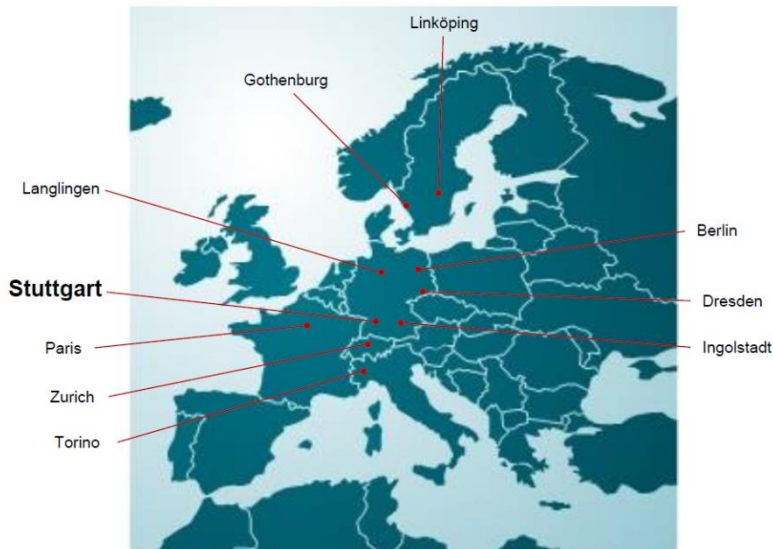 Linköping
Gothenburg
Langlingen
Berlin
Stuttgart
Dresden
Paris
Ingolstadt
Zurich
Torino